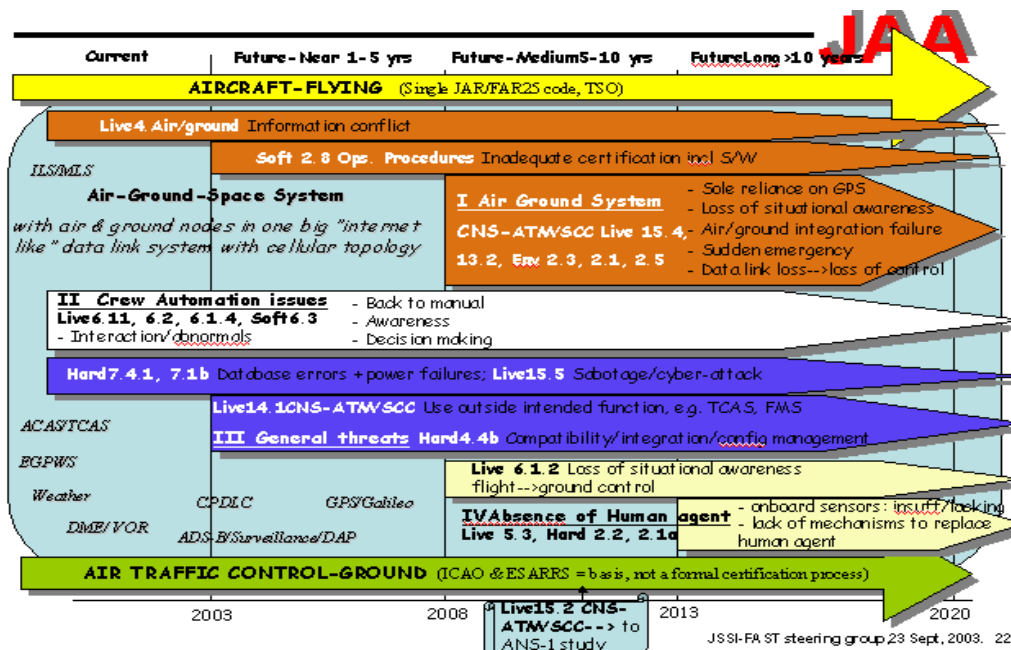 JAA
Current Future-Near 1-5 yrs Future-Medium5-10 yrs FutureLong >10 years
AIRCRAFT-FLYING (Single JAR/FAR25 code, TSO)
Live4. Air/ground Information conflict
Soft 2.8 Ops. Procedures Inadequate certification incl S/W
ILS/MLS
Air-Ground-Space System
with air & ground nodes in one big "internet
like" data link system with cellular topology
I Air Ground System
CNS-ATM/SCC Live 15.4,
13.2, Env 2.3, 2.1, 2.5
- Sole reliance on GPS
- Loss of situational awareness
- Air/ground integration failure
- Sudden emergency
- Data link loss-->loss of control
II Crew Automation issues
Live6.11, 6.2, 6.1.4, Soft6.3
- Interaction/abnormals
- Back to manual
- Awareness
- Decision making
Hard7.4.1, 7.1b Database errors + power failures; Live15.5 Sabotage/cyber-attack
Live14.1CNS-ATM/SCC Use outside intended function, e.g. TCAS, FMS
III General threats Hard4.4b Compatibility/integration/config management
ACAS/TCAS
EGPWS
Weather
DME/VOR
CPDLC
GPS/Galileo
ADS-B/Surveillance/DAP
Live 6.1.2 Loss of situational awareness
flight-->ground control
IVAbsence of Human agent
Live 5.3, Hard 2.2, 2.1a
- onboard sensors: insuff/lacking
- lack of mechanisms to replace
human agent
AIR TRAFFIC CONTROL-GROUND (ICAO & ESARRS = basis, not a formal certification process)
2003 2008 2013 2020
Live15.2 CNS-
ATM/SCC--> to
ANS-1 study
JSSI-FAST steering group,23 Sept, 2003. 22